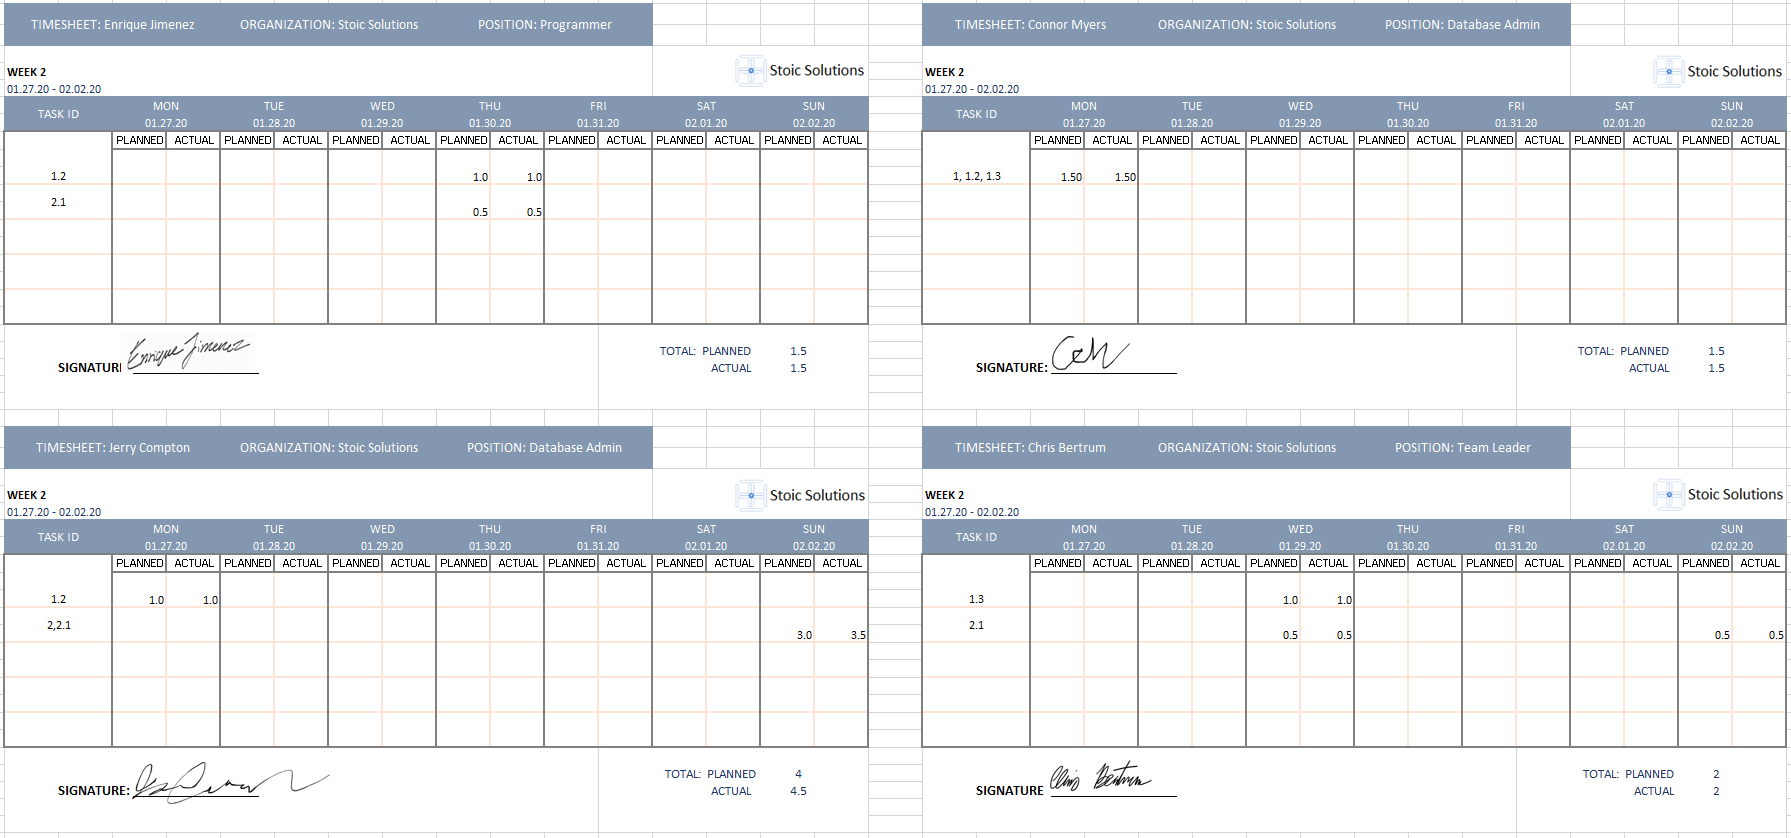 TIMESHEET: Enrique Jimenez ORGANIZATION: Stoic Solutions POSITION: Programmer
Stoic Solutions
WEEK 2
01.27.20 - 02.02.20
TASK ID MON TUE WED THU FRI SAT SUN
01.27.20 01.28.20 01.29.20 01.30.20 01.31.20 02.01.20 02.02.20
PLANNED ACTUAL PLANNED ACTUAL PLANNED ACTUAL PLANNED ACTUAL PLANNED ACTUAL PLANNED ACTUAL PLANNED ACTUAL
1.2 1.0 1.0
2.1 0.5 0.5
Enrique Jimenez
SIGNATURI
TOTAL: PLANNED 1.5
ACTUAL 1.5
TIMESHEET: Connor Myers ORGANIZATION: Stoic Solutions POSITION: Database Admin
Stoic Solutions
WEEK 2
01.27.20 - 02.02.20
TASK ID MON TUE WED THU FRI SAT SUN
01.27.20 01.28.20 01.29.20 01.30.20 01.31.20 02.01.20 02.02.20
PLANNED ACTUAL PLANNED ACTUAL PLANNED ACTUAL PLANNED ACTUAL PLANNED ACTUAL PLANNED ACTUAL PLANNED ACTUAL
1, 1.2, 1.3 1.50 1.50
SIGNATURE:
TOTAL: PLANNED 1.5
ACTUAL 1.5
TIMESHEET: Jerry Compton ORGANIZATION: Stoic Solutions POSITION: Database Admin
Stoic Solutions
WEEK 2
01.27.20 - 02.02.20
TASK ID MON TUE WED THU FRI SAT SUN
01.27.20 01.28.20 01.29.20 01.30.20 01.31.20 02.01.20 02.02.20
PLANNED ACTUAL PLANNED ACTUAL PLANNED ACTUAL PLANNED ACTUAL PLANNED ACTUAL PLANNED ACTUAL PLANNED ACTUAL
1.2 1.0 1.0
2,2.1 3.0 3.5
SIGNATURE:
TOTAL: PLANNED 4
ACTUAL 4.5
TIMESHEET: Chris Bertrum ORGANIZATION: Stoic Solutions POSITION: Team Leader
Stoic Solutions
WEEK 2
01.27.20 - 02.02.20
TASK ID MON TUE WED THU FRI SAT SUN
01.27.20 01.28.20 01.29.20 01.30.20 01.31.20 02.01.20 02.02.20
PLANNED ACTUAL PLANNED ACTUAL PLANNED ACTUAL PLANNED ACTUAL PLANNED ACTUAL PLANNED ACTUAL PLANNED ACTUAL
1.3 1.0 1.0
2.1 0.5 0.5 0.5 0.5
Chris Bertrum
SIGNATURE
TOTAL: PLANNED 2
ACTUAL 2